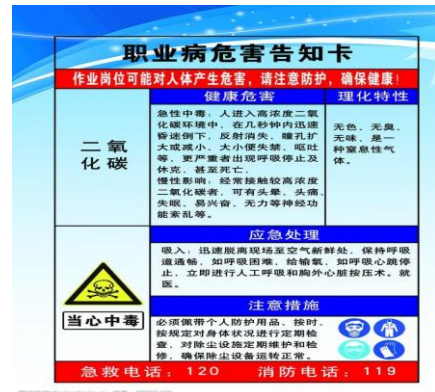 职业病危害告知卡
作业岗位可能对人体产生危害，请注意防护，确保健康！
二氧
化碳
健康危害
急性中毒：人进入高浓度二氧
化碳环境中，在几秒钟内迅速
昏迷倒下，反射消失，瞳孔扩
大或减小、大小便失禁、呕吐
等，更严重者出现呼吸停止及
休克，甚至死亡。
慢性影响：经常接触较高浓度
二氧化碳者，可有头晕、头痛、
失眠、易兴奋、无力等神经功
能紊乱等。
理化特性
无色、无臭、
无味、是一
种窒息性气
体。
当心中毒
应急处理
吸入：迅速脱离现场至空气新鲜处，保持呼吸
道通畅，如呼吸困难，给输氧，如呼吸心跳停
止，立即进行人工呼吸和胸外心脏按压术。就
医。
注意措施
必须佩带个人防护用品，按时、
按规定对身体状况进行定期检
查，对除尘设施定期维护和检
修，确保除尘设备运转正常。
急救电话：120 消防电话：119